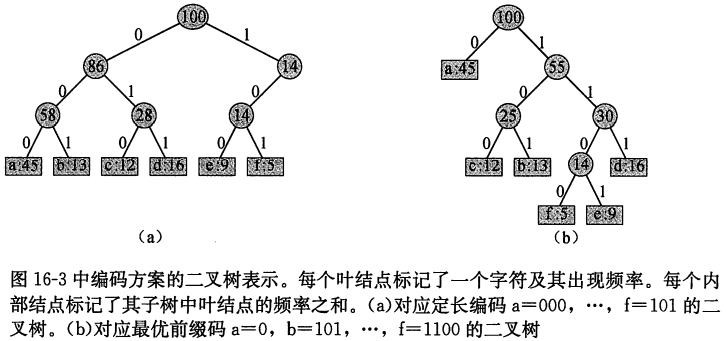 100
100
0
1
0
1
86
14
a:45
55
0
1
0
0
1
58
28
14
25
30
0
1
0
1
0
1
0
1
0
1
a:45
b:13
c:12
d:16
e:9
f:5
c:12
b:13
14
d:16
0
1
f:5
e:9
(a)
(b)
图 16-3 中编码方案的二叉树表示。每个叶结点标记了一个字符及其出现频率。每个内
部结点标记了其子树中叶结点的频率之和。(a)对应定长编码 a=000, …, f=101 的二
叉树。(b)对应最优前缀码 a=0, b=101, …, f=1100 的二叉树